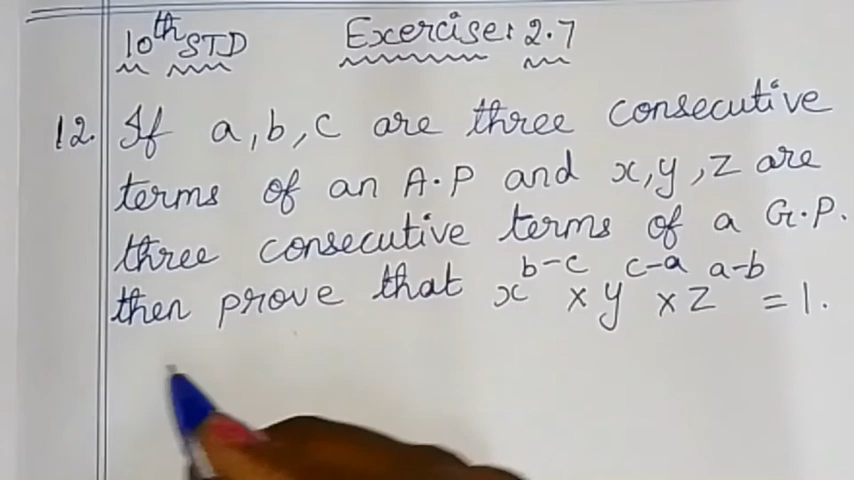 10th STD Exercise: 2.7
12. If a, b, c are three consecutive
terms of an A.P and x, y, z are
three consecutive terms of a G.P.
then prove that x^{b-c} × y^{c-a} × z^{a-b} = 1.